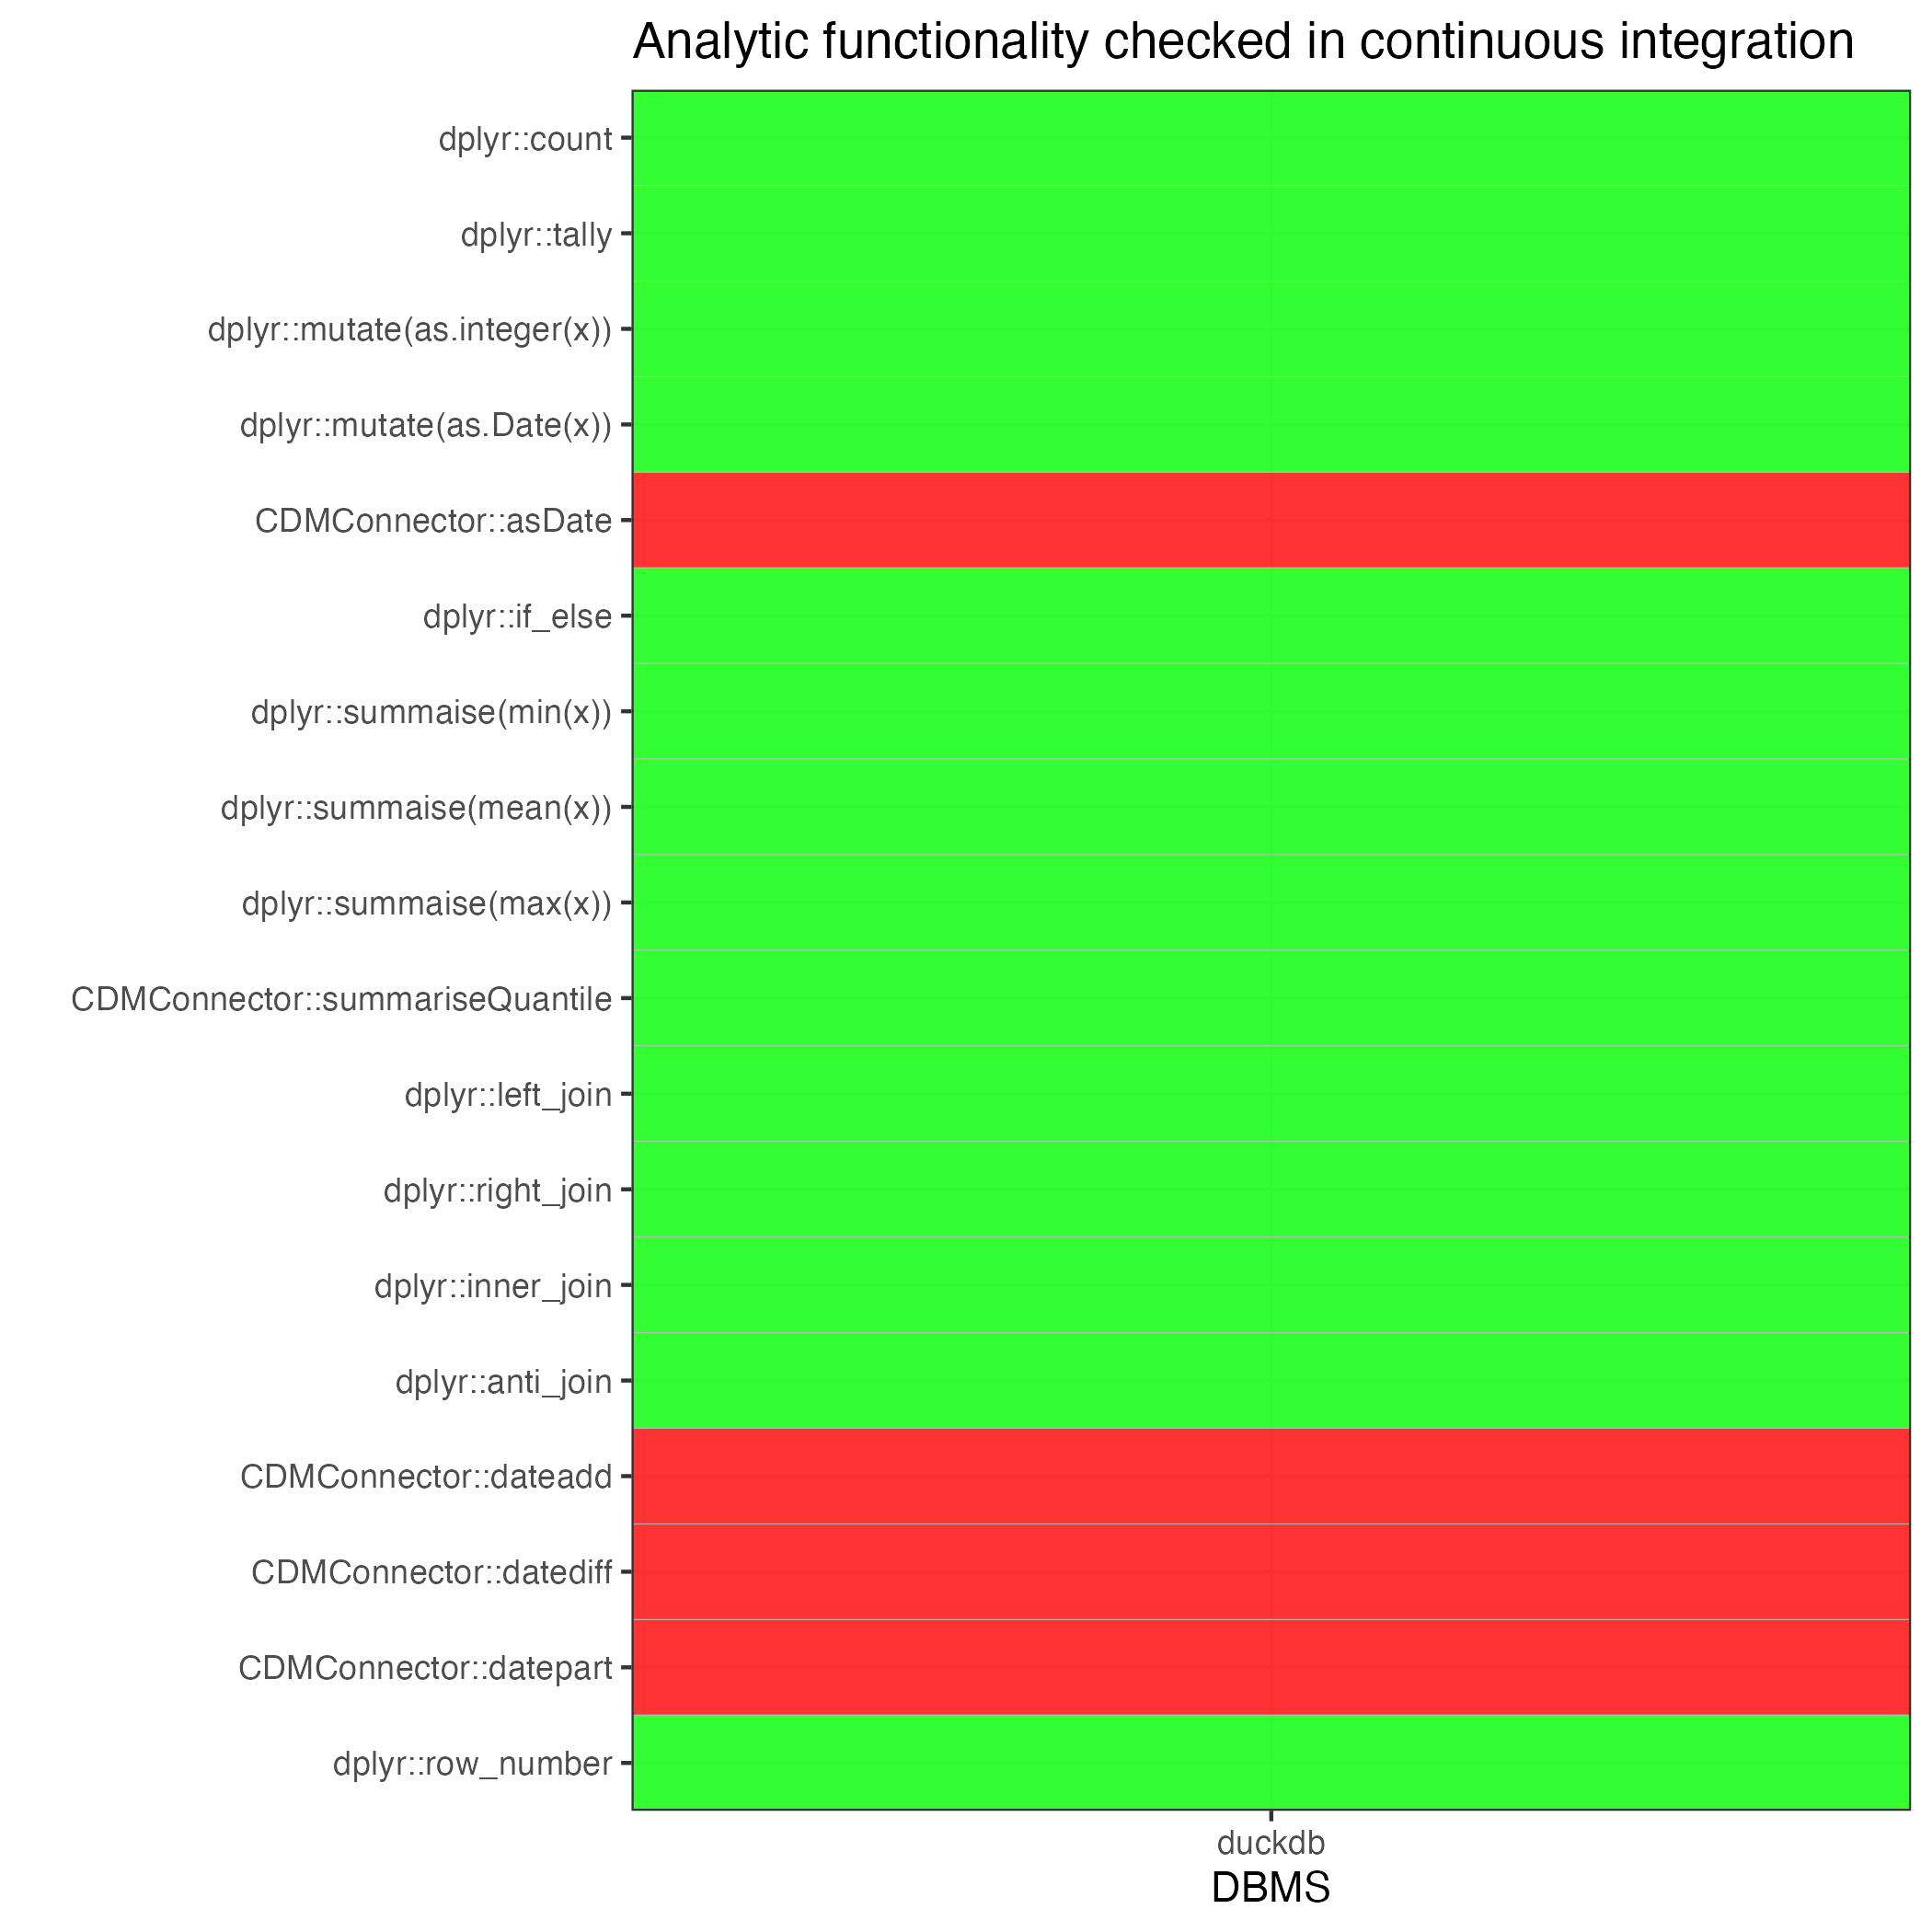 Analytic functionality checked in continuous integration
dplyr::count
dplyr::tally
dplyr::mutate(as.integer(x))
dplyr::mutate(as.Date(x))
CDMConnector::asDate
dplyr::if_else
dplyr::summaise(min(x))
dplyr::summaise(mean(x))
dplyr::summaise(max(x))
CDMConnector::summariseQuantile
dplyr::left_join
dplyr::right_join
dplyr::inner_join
dplyr::anti_join
CDMConnector::dateadd
CDMConnector::datediff
CDMConnector::datepart
dplyr::row_number
duckdb
DBMS